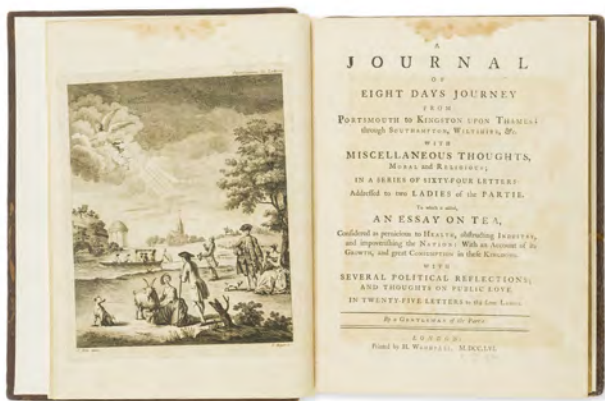 A
JOURNAL
OF
EIGHT DAYS JOURNEY
FROM
PORTSMOUTH to KINGSTON UPON THAMES;
through SOUTHAMPTON, WILTSHIRE, &c.
WITH
MISCELLANEOUS THOUGHTS,
MORAL and RELIGIOUS;
IN A SERIES OF SIXTY-FOUR LETTERS:
Addressed to two LADIES of the PARTIE.
To which is added,
AN ESSAY ON TEA,
Considered as pernicious to HEALTH, obstructing INDUSTRY,
and impoverishing the NATION: With an Account of its
GROWTH, and great CONSUMPTION in these KINGDOMS.
WITH
SEVERAL POLITICAL REFLECTIONS;
AND THOUGHTS ON PUBLIC LOVE.
IN TWENTY-FIVE LETTERS to the same LADIES.
By a GENTLEMAN of the Partie.
LONDON:
Printed by H. WOODFALL, M.DCC.LVI.